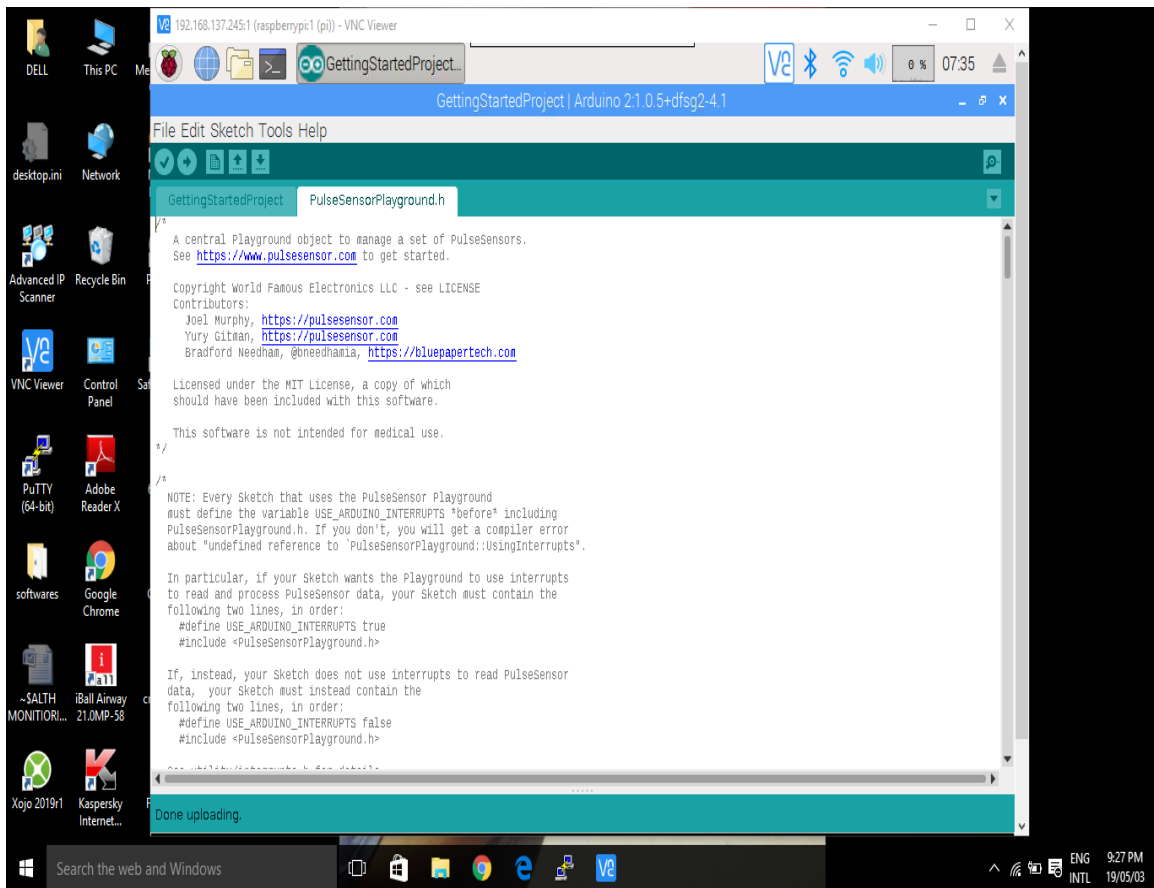 192.168.137.245:1 (raspberrypi:1 (pi)) - VNC Viewer
GettingStartedProject...
0 %
07:35
GettingStartedProject | Arduino 2:1.0.5+dfsg2-4.1
File Edit Sketch Tools Help
GettingStartedProject
PulseSensorPlayground.h
/*
A central Playground object to manage a set of PulseSensors.
See https://www.pulsesensor.com to get started.
Copyright World Famous Electronics LLC - see LICENSE
Contributors:
Joel Murphy, https://pulsesensor.com
Yury Gitman, https://pulsesensor.com
Bradford Needham, @bneedhamia, https://bluepapertech.com
Licensed under the MIT License, a copy of which
should have been included with this software.
This software is not intended for medical use.
*/
/*
NOTE: Every Sketch that uses the PulseSensor Playground
must define the variable USE_ARDUINO_INTERRUPTS *before* including
PulseSensorPlayground.h. If you don't, you will get a compiler error
about "undefined reference to `PulseSensorPlayground::UsingInterrupts".
In particular, if your Sketch wants the Playground to use interrupts
to read and process PulseSensor data, your Sketch must contain the
following two lines, in order:
#define USE_ARDUINO_INTERRUPTS true
#include <PulseSensorPlayground.h>
If, instead, your Sketch does not use interrupts to read PulseSensor
data, your Sketch must instead contain the
following two lines, in order:
#define USE_ARDUINO_INTERRUPTS false
#include <PulseSensorPlayground.h>
Done uploading.
DELL
This PC
Me
desktop.ini
Network
Advanced IP
Scanner
Recycle Bin
VNC Viewer
Control
Panel
Saf
PuTTY
(64-bit)
Adobe
Reader X
softwares
Google
Chrome
~$ALTH
MONITIORI...
iBall Airway
21.0MP-58
Xojo 2019r1
Kaspersky
Internet...
Search the web and Windows
ENG
INTL
9:27 PM
19/05/03